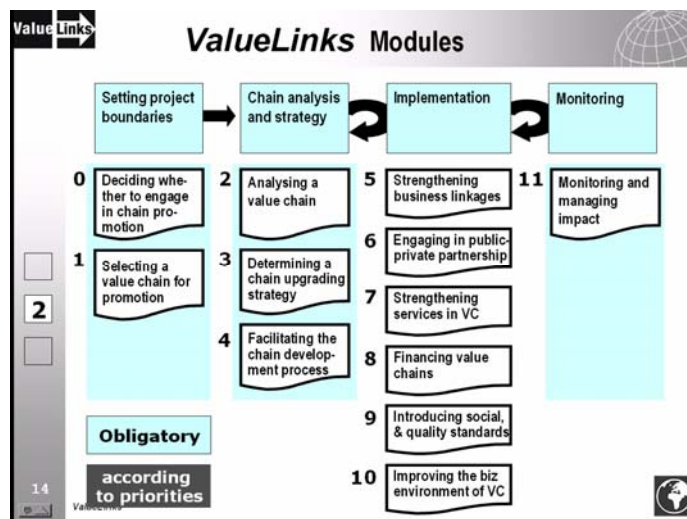 Value Links
ValueLinks Modules
Setting project
boundaries
Chain analysis
and strategy
Implementation
Monitoring
0
Deciding whe-
ther to engage
in chain pro-
motion
1
Selecting a
value chain for
promotion
2
Analysing a
value chain
3
Determining a
chain upgrading
strategy
4
Facilitating the
chain develop-
ment process
5
Strengthening
business linkages
6
Engaging in public-
private partnership
7
Strengthening
services in VC
8
Financing value
chains
9
Introducing social,
& quality standards
10
Improving the biz
environment of VC
11
Monitoring and
managing
impact
2
Obligatory
according
to priorities
14
ValueLinks